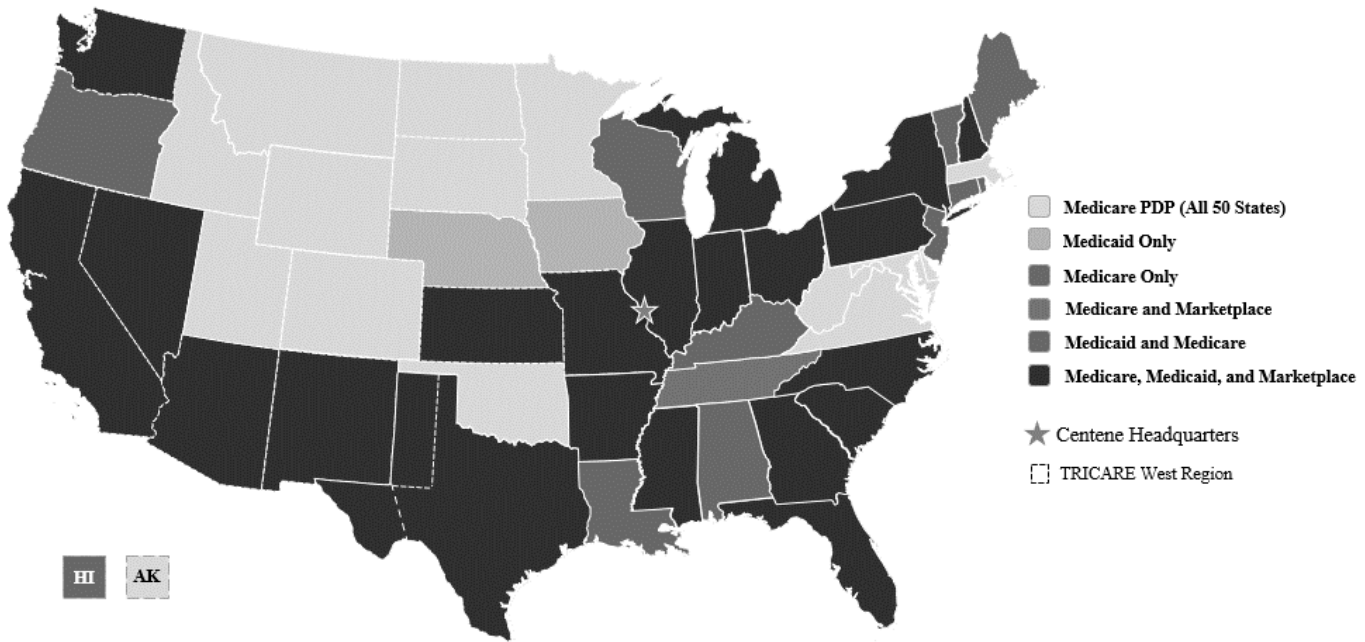 Medicare PDP (All 50 States)
Medicaid Only
Medicare Only
Medicare and Marketplace
Medicaid and Medicare
Medicare, Medicaid, and Marketplace
Centene Headquarters
TRICARE West Region
HI
AK